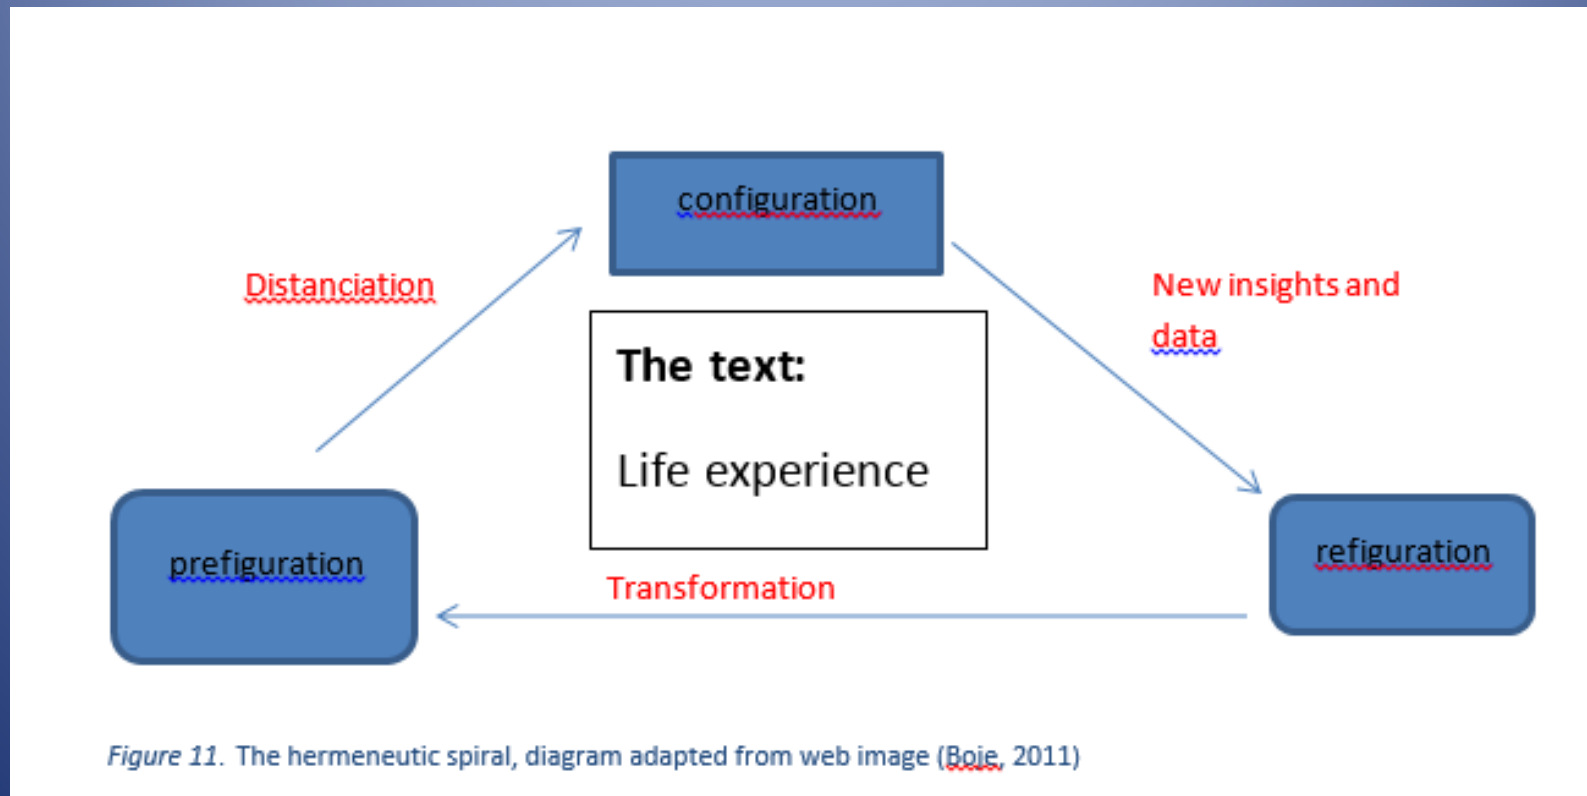 configuration
Distanciation
New insights and
data
The text:
Life experience
prefiguration
refiguration
Transformation
Figure 11. The hermeneutic spiral, diagram adapted from web image (Boje, 2011)